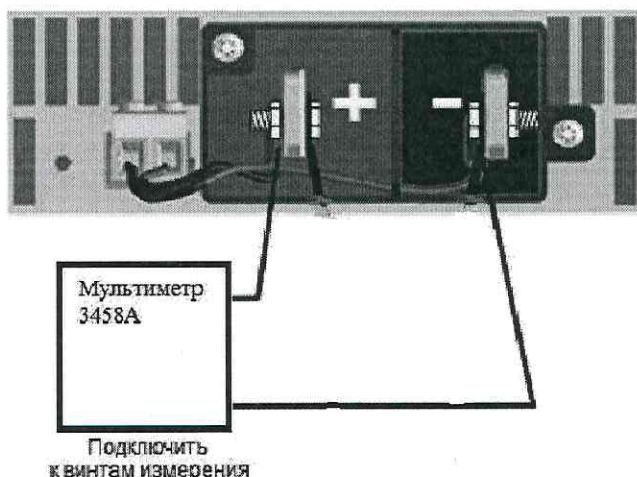 + −
Мультиметр
3458A
Подключить
к винтам измерения